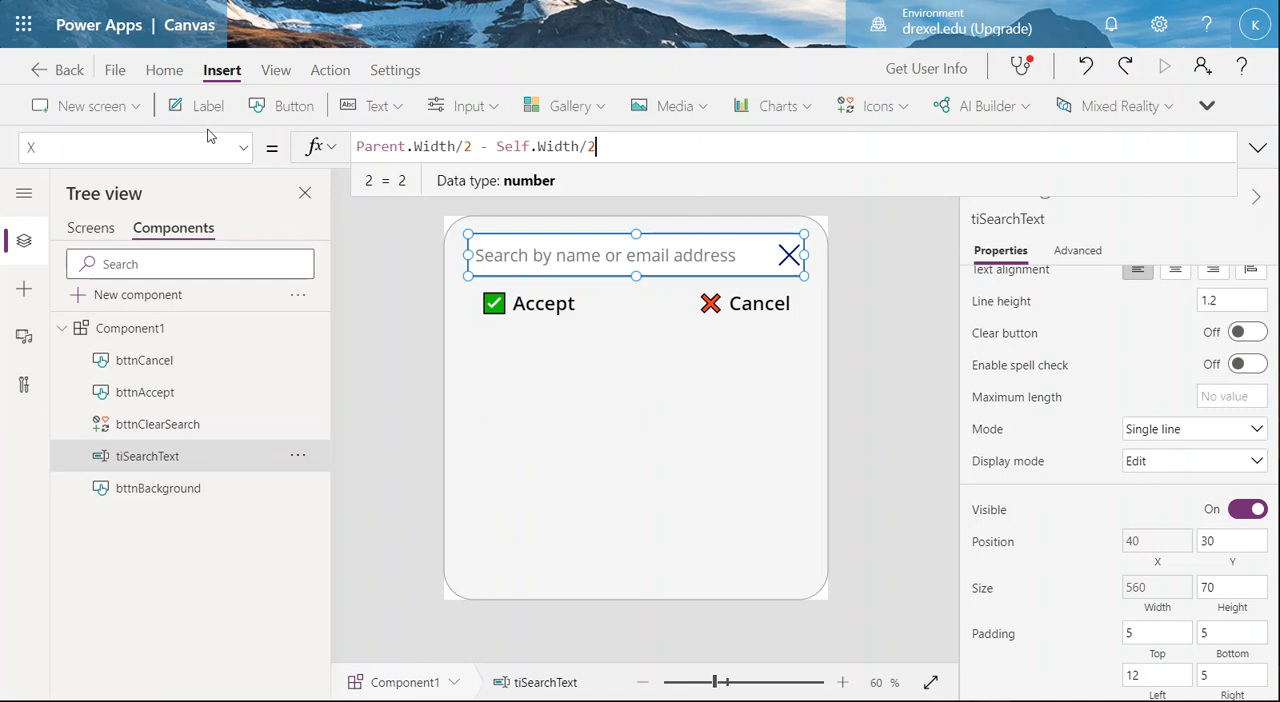 Power Apps | Canvas
Environment
drexel.edu (Upgrade)
?
K
Back
File
Home
Insert
View
Action
Settings
Get User Info
?
New screen
Label
Button
Text
Input
Gallery
Media
Charts
Icons
AI Builder
Mixed Reality
X
=
fx
Parent.Width/2 - Self.Width/2
2 = 2
Data type: number
Tree view
Screens
Components
Search
New component
Component1
bttnCancel
bttnAccept
bttnClearSearch
tiSearchText
bttnBackground
Search by name or email address
Accept
Cancel
tiSearchText
Properties
Advanced
Text alignment
Line height
1.2
Clear button
Off
Enable spell check
Off
Maximum length
No value
Mode
Single line
Display mode
Edit
Visible
On
Position
40
30
X
Y
Size
560
70
Width
Height
Padding
5
5
Top
Bottom
12
5
Left
Right
Component1
tiSearchText
60 %